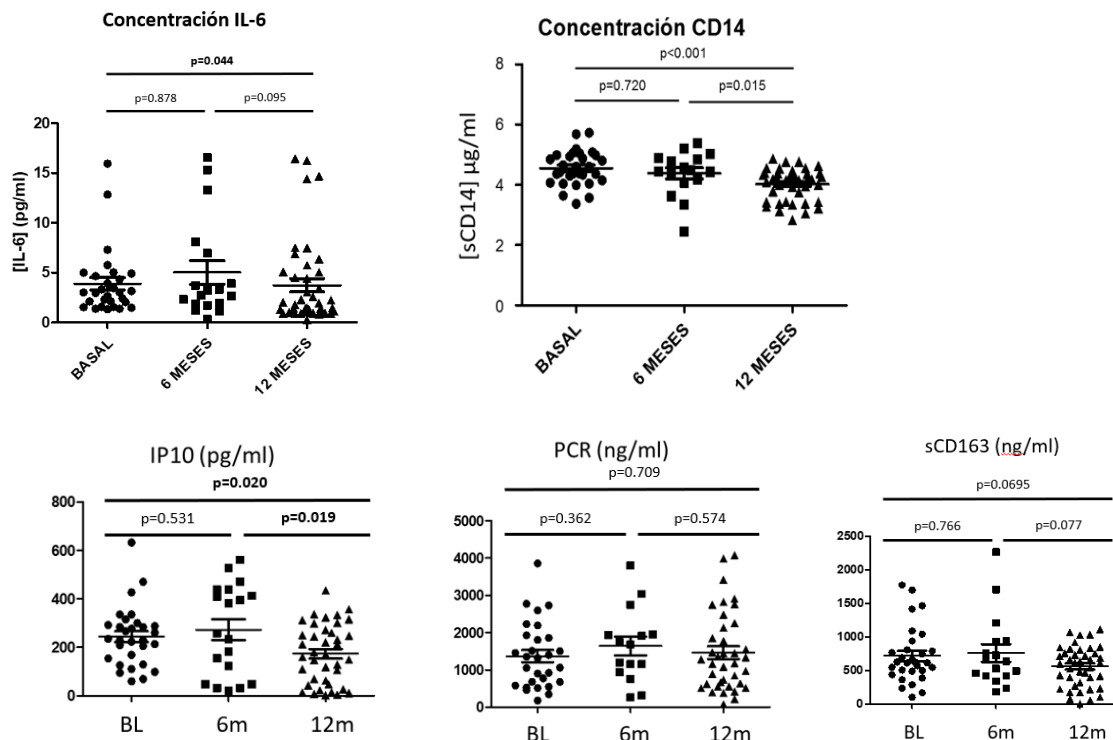 Concentración IL-6
p=0.044
p=0.878
p=0.095
20
15
10
5
0
[IL-6] (pg/ml)
BASAL
6 MESES
12 MESES
Concentración CD14
p<0.001
p=0.720
p=0.015
8
6
4
2
0
[sCD14] µg/ml
BASAL
6 MESES
12 MESES
IP10 (pg/ml)
p=0.020
p=0.531
p=0.019
800
600
400
200
0
BL
6m
12m
PCR (ng/ml)
p=0.709
p=0.362
p=0.574
5000
4000
3000
2000
1000
0
BL
6m
12m
sCD163 (ng/ml)
p=0.0695
p=0.766
p=0.077
2500
2000
1500
1000
500
0
BL
6m
12m